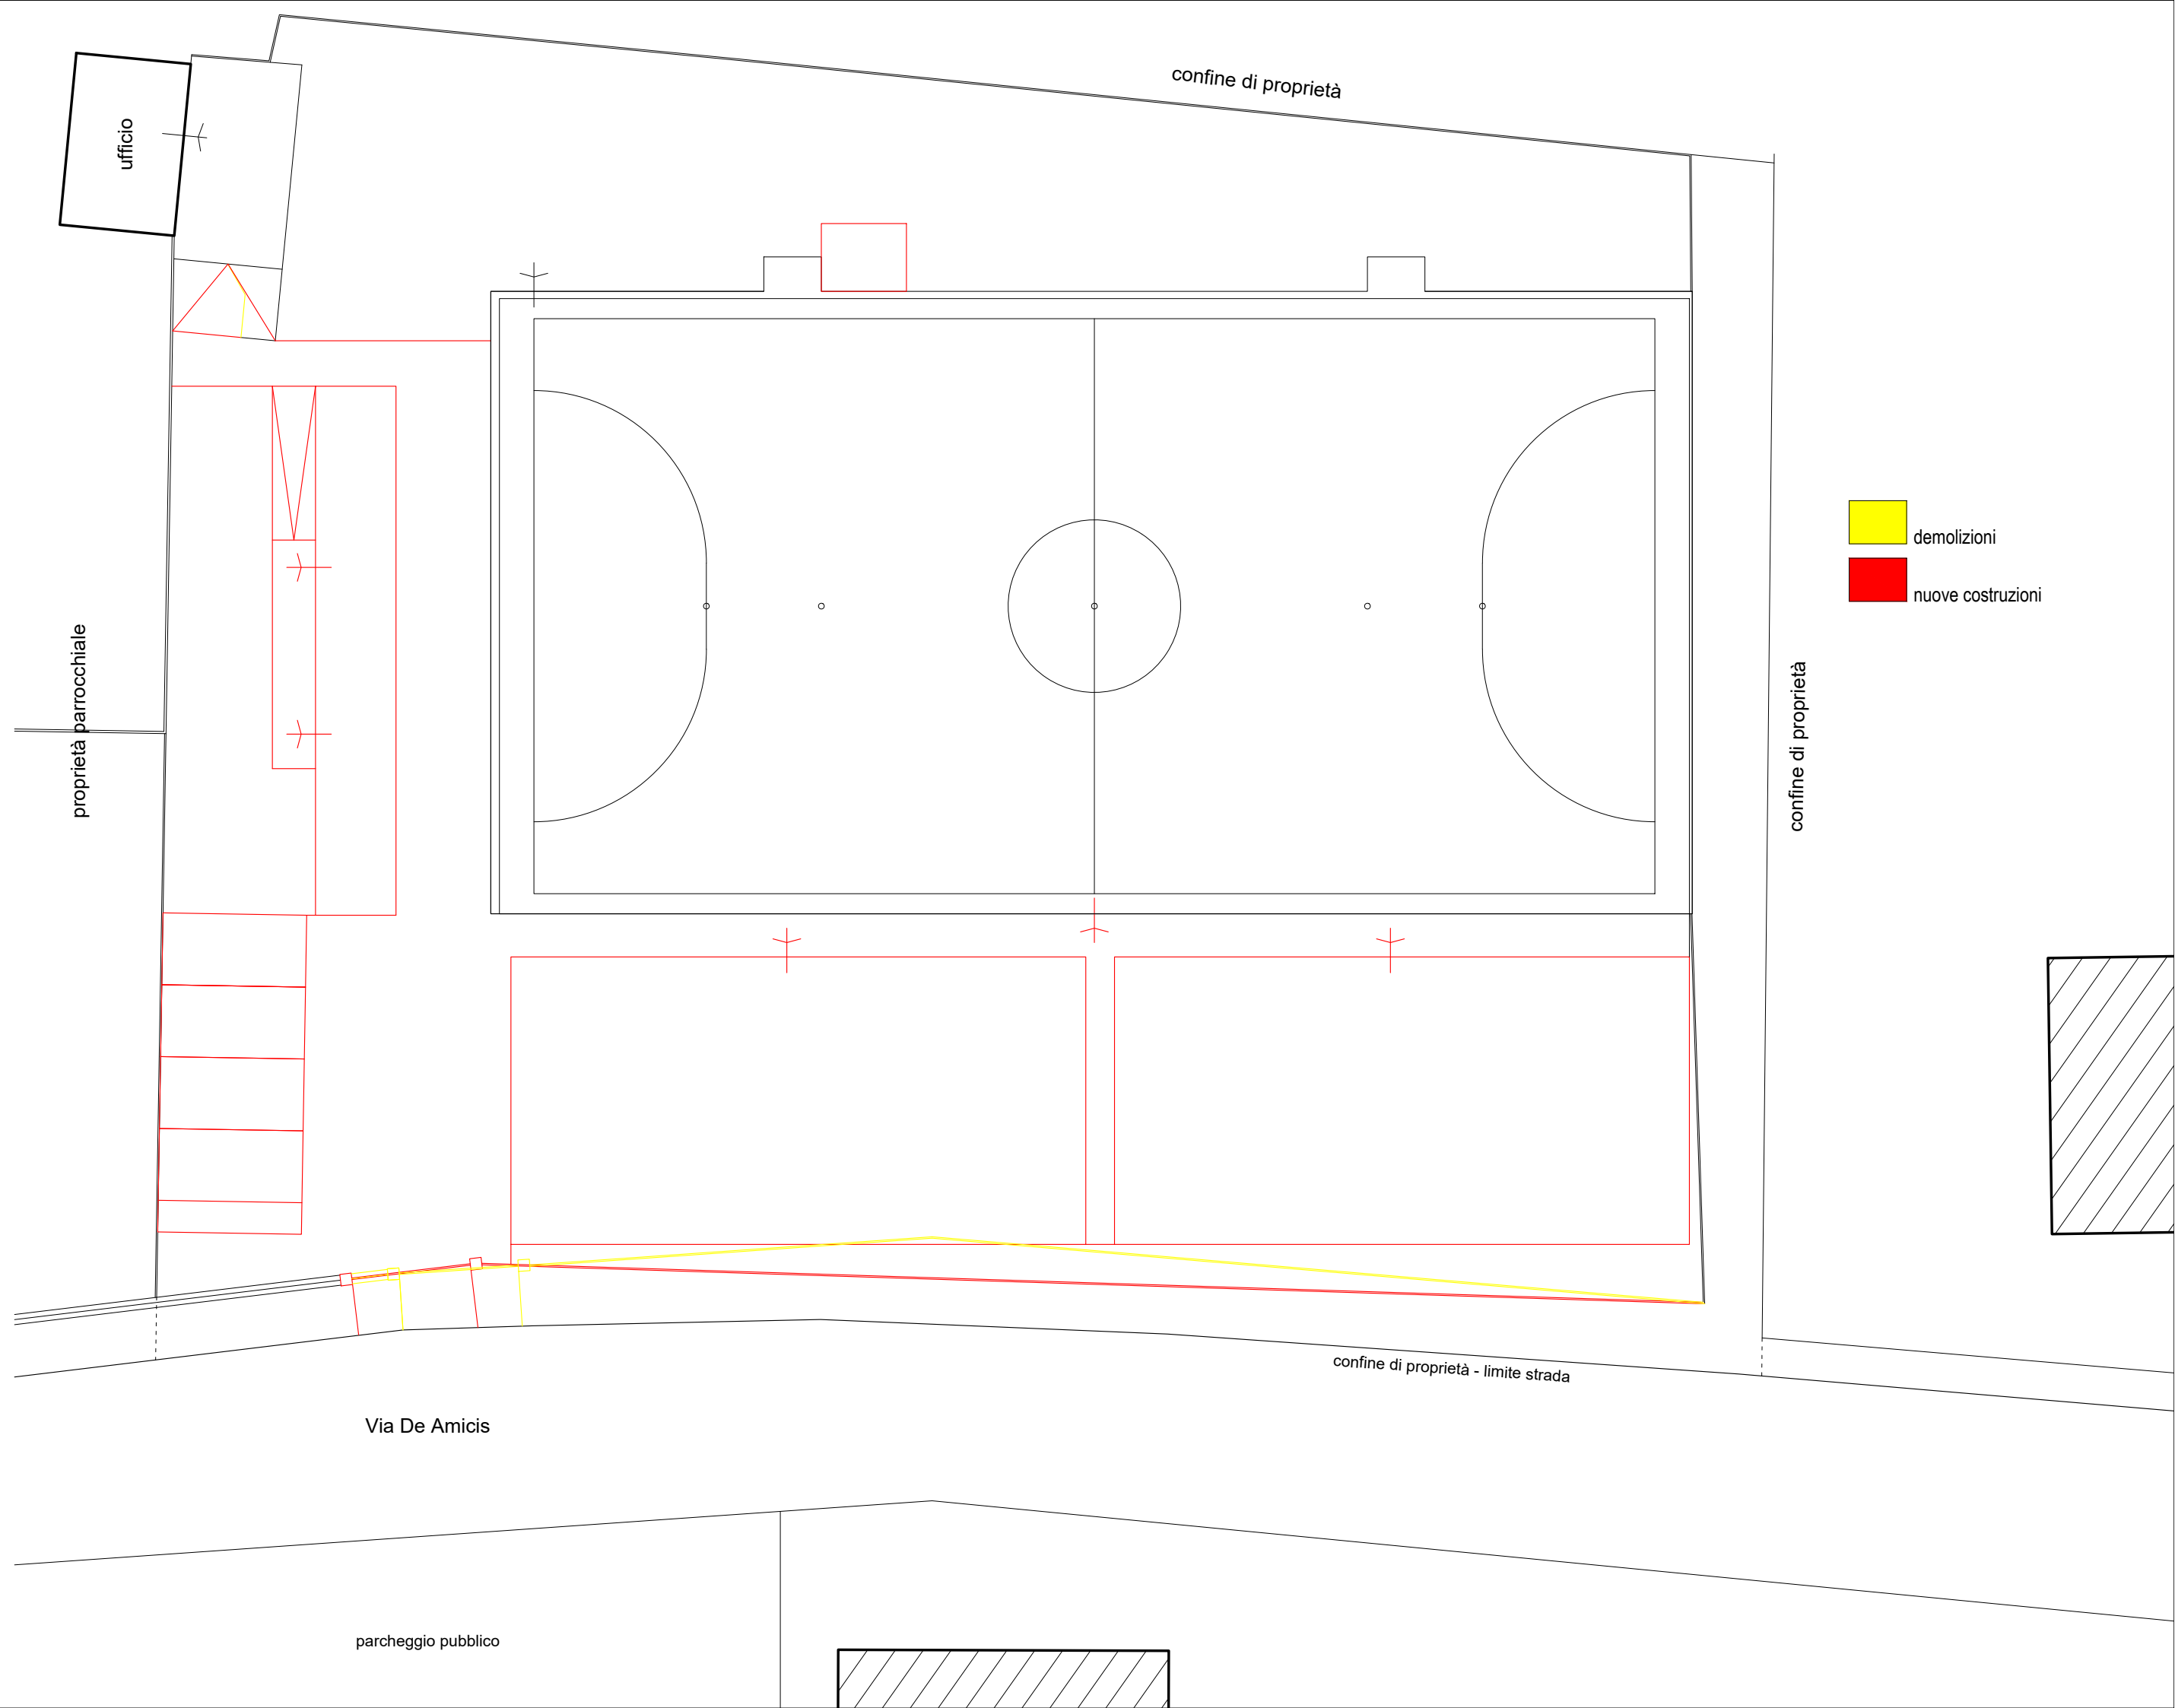 confine di proprietà
ufficio
demolizioni
nuove costruzioni
proprietà parrocchiale
confine di proprietà
confine di proprietà - limite strada
Via De Amicis
parcheggio pubblico